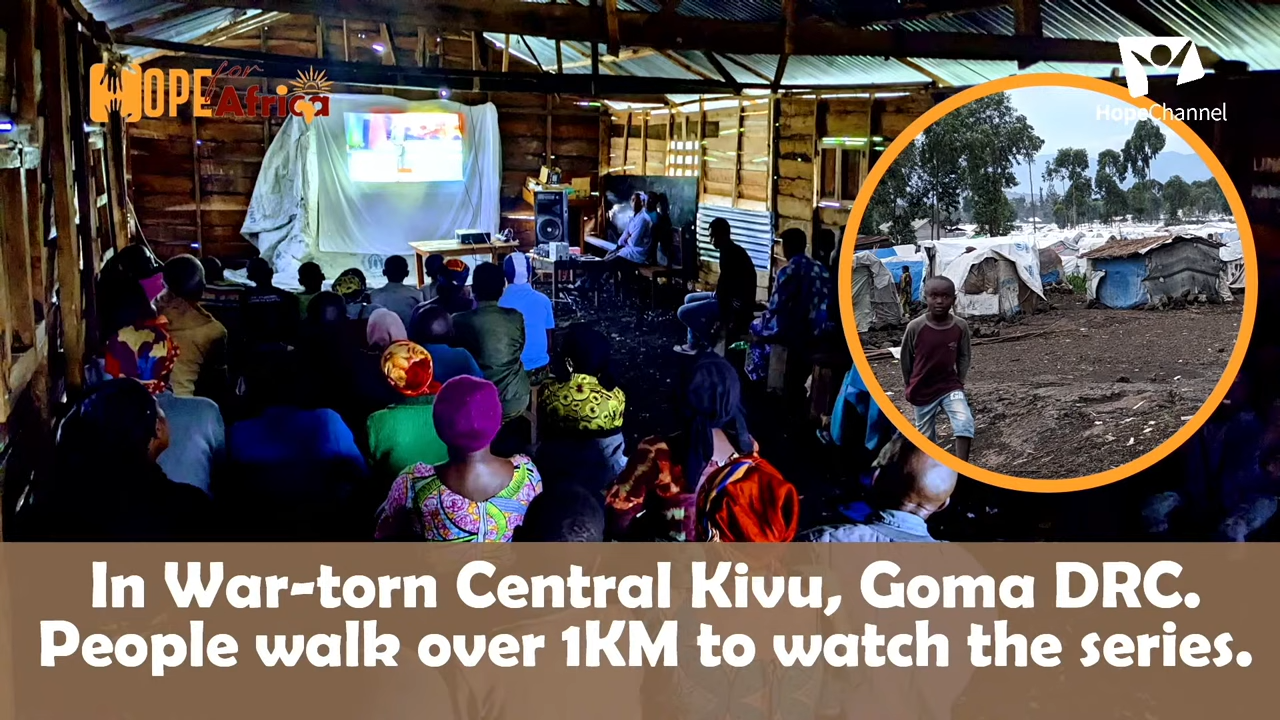 HOPE for
Africa
HopeChannel
In War-torn Central Kivu, Goma DRC.
People walk over 1KM to watch the series.